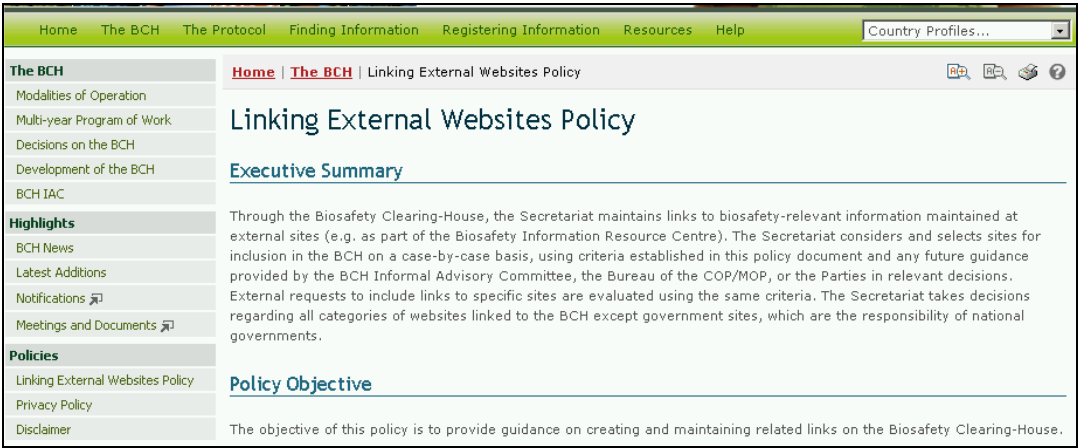 Home The BCH The Protocol Finding Information Registering Information Resources Help Country Profiles...
The BCH
Modalities of Operation
Multi-year Program of Work
Decisions on the BCH
Development of the BCH
BCH IAC
Highlights
BCH News
Latest Additions
Notifications
Meetings and Documents
Policies
Linking External Websites Policy
Privacy Policy
Disclaimer
Home | The BCH | Linking External Websites Policy
Linking External Websites Policy
Executive Summary
Through the Biosafety Clearing-House, the Secretariat maintains links to biosafety-relevant information maintained at
external sites (e.g. as part of the Biosafety Information Resource Centre). The Secretariat considers and selects sites for
inclusion in the BCH on a case-by-case basis, using criteria established in this policy document and any future guidance
provided by the BCH Informal Advisory Committee, the Bureau of the COP/MOP, or the Parties in relevant decisions.
External requests to include links to specific sites are evaluated using the same criteria. The Secretariat takes decisions
regarding all categories of websites linked to the BCH except government sites, which are the responsibility of national
governments.
Policy Objective
The objective of this policy is to provide guidance on creating and maintaining related links on the Biosafety Clearing-House.